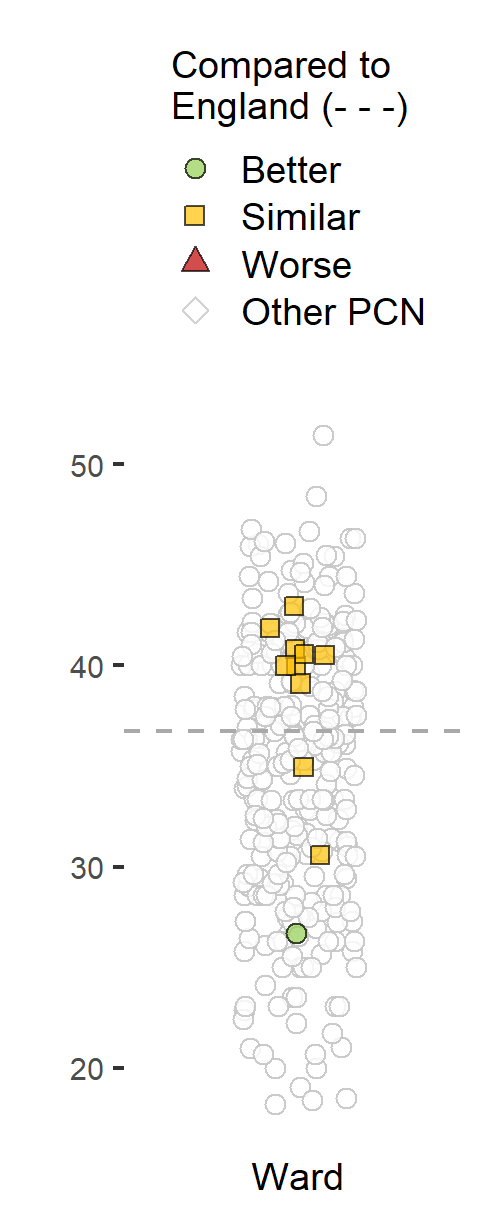 Compared to
England (- - -)
Better
Similar
Worse
Other PCN
50
40
30
20
Ward